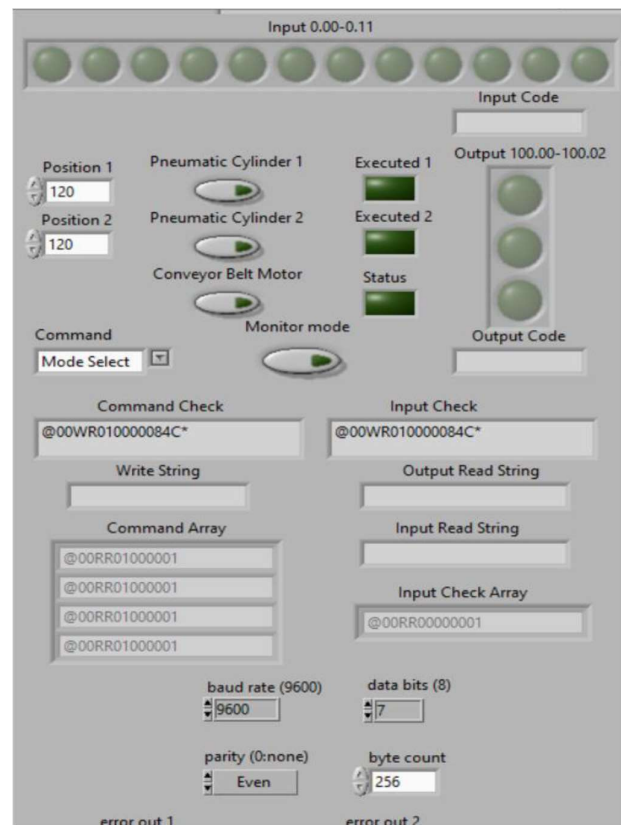 Input 0.00-0.11
Input Code
Position 1
Pneumatic Cylinder 1
Executed 1
Output 100.00-100.02
120
Position 2
Pneumatic Cylinder 2
Executed 2
120
Conveyor Belt Motor
Status
Command
Monitor mode
Output Code
Mode Select
Command Check
Input Check
@00WR010000084C*
@00WR010000084C*
Write String
Output Read String
Command Array
Input Read String
@00RR01000001
@00RR01000001
Input Check Array
@00RR01000001
@00RR00000001
@00RR01000001
baud rate (9600)
data bits (8)
9600
7
parity (0:none)
byte count
Even
256
error out 1
error out 2